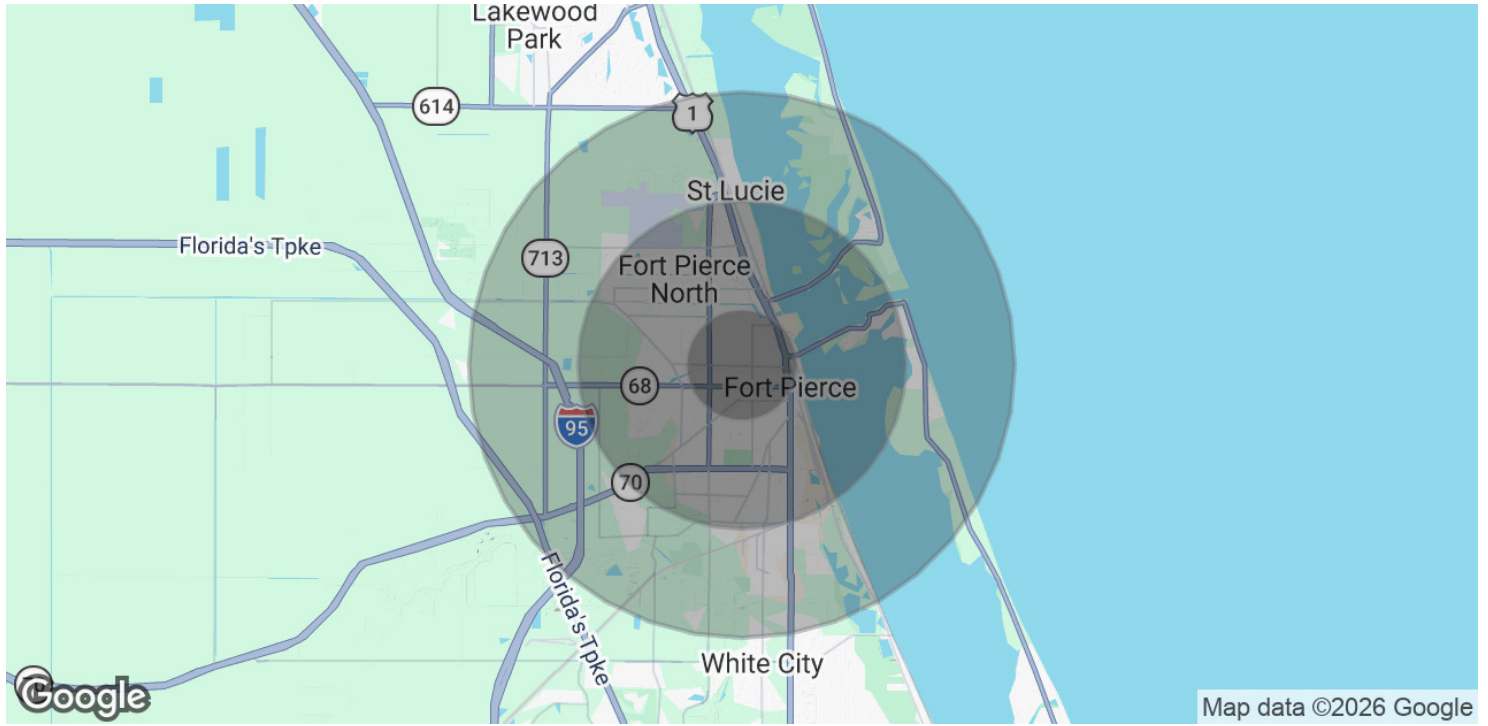 Lakewood
Park
614
1
St Lucie
Florida's Tpke
713
Fort Pierce
North
68
Fort Pierce
95
70
Florida's Tpke
White City
Google
Map data ©2026 Google